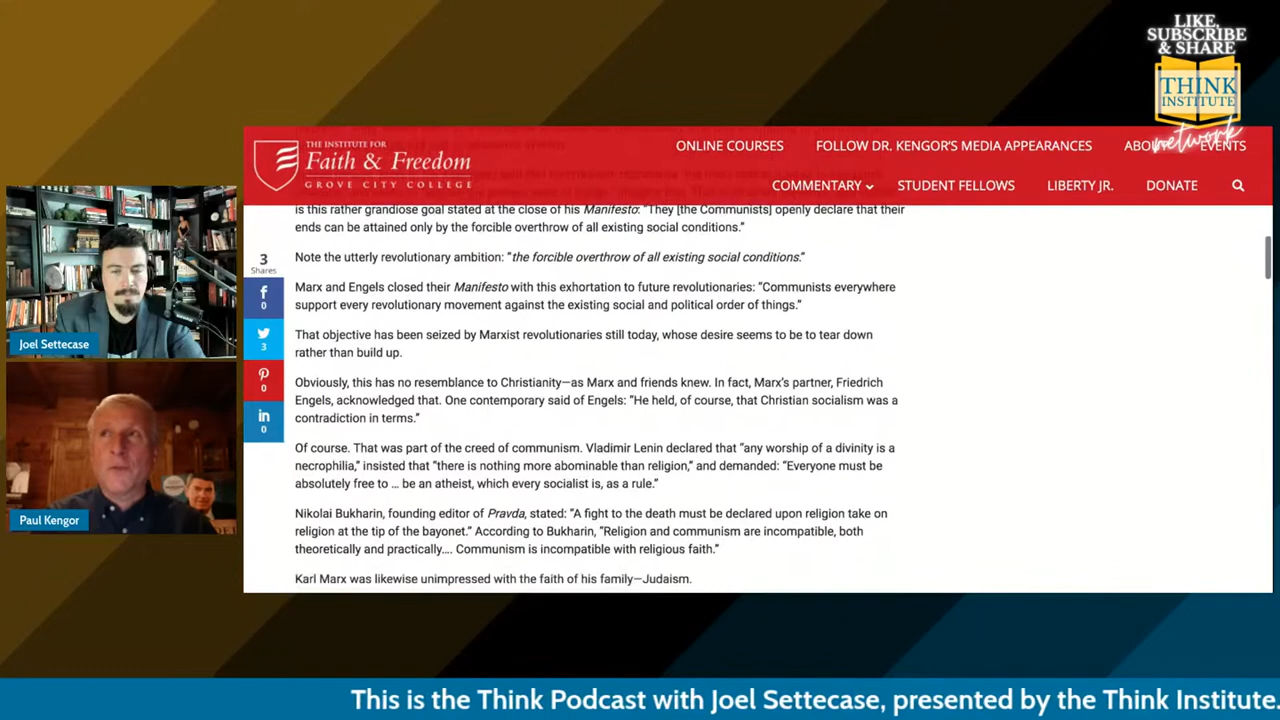 LIKE,
SUBSCRIBE
& SHARE
THINK
INSTITUTE
network
THE INSTITUTE FOR
Faith & Freedom
GROVE CITY COLLEGE
ONLINE COURSES FOLLOW DR. KENGOR'S MEDIA APPEARANCES ABOUT EVENTS
COMMENTARY STUDENT FELLOWS LIBERTY JR. DONATE
is this rather grandiose goal stated at the close of his Manifesto: “They [the Communists] openly declare that their
ends can be attained only by the forcible overthrow of all existing social conditions.”
3
Shares
Note the utterly revolutionary ambition: “the forcible overthrow of all existing social conditions.”
f
0
Marx and Engels closed their Manifesto with this exhortation to future revolutionaries: “Communists everywhere
support every revolutionary movement against the existing social and political order of things.”
3
That objective has been seized by Marxist revolutionaries still today, whose desire seems to be to tear down
rather than build up.
0
Obviously, this has no resemblance to Christianity—as Marx and friends knew. In fact, Marx’s partner, Friedrich
Engels, acknowledged that. One contemporary said of Engels: “He held, of course, that Christian socialism was a
contradiction in terms.”
in
0
Of course. That was part of the creed of communism. Vladimir Lenin declared that “any worship of a divinity is a
necrophilia,” insisted that “there is nothing more abominable than religion,” and demanded: “Everyone must be
absolutely free to … be an atheist, which every socialist is, as a rule.”
Nikolai Bukharin, founding editor of Pravda, stated: “A fight to the death must be declared upon religion take on
religion at the tip of the bayonet.” According to Bukharin, “Religion and communism are incompatible, both
theoretically and practically…. Communism is incompatible with religious faith.”
Karl Marx was likewise unimpressed with the faith of his family—Judaism.
Joel Settecase
Paul Kengor
This is the Think Podcast with Joel Settecase, presented by the Think Institute.